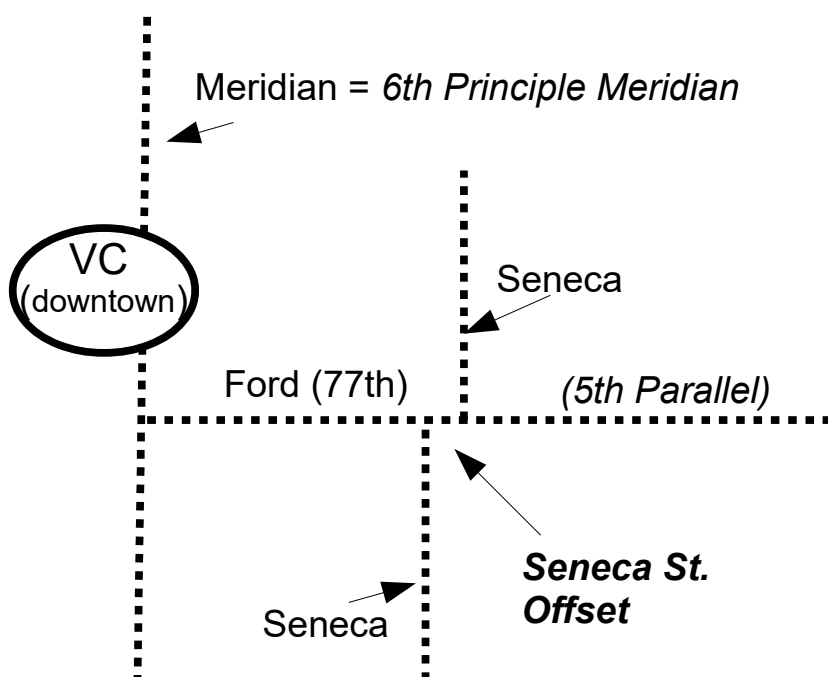 Meridian = 6th Principle Meridian
VC
(downtown)
Seneca
Ford (77th)
(5th Parallel)
Seneca St.
Offset
Seneca